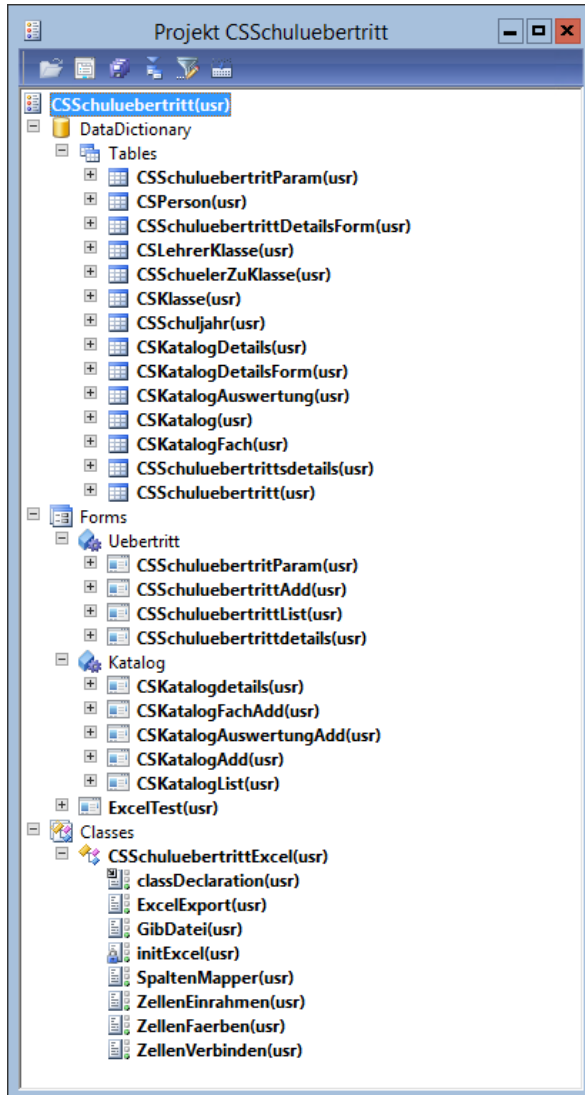 Projekt CSSchuluebertritt
CSSchuluebertritt(usr)
DataDictionary
Tables
CSSchuluebertritParam(usr)
CSPerson(usr)
CSSchuluebertrittDetailsForm(usr)
CSLehrerKlasse(usr)
CSSchuelerZuKlasse(usr)
CSKlasse(usr)
CSSchuljahr(usr)
CSKatalogDetails(usr)
CSKatalogDetailsForm(usr)
CSKatalogAuswertung(usr)
CSKatalog(usr)
CSKatalogFach(usr)
CSSchuluebertrittsdetails(usr)
CSSchuluebertritt(usr)
Forms
Uebertritt
CSSchuluebertritParam(usr)
CSSchuluebertrittAdd(usr)
CSSchuluebertrittList(usr)
CSSchuluebertrittdetails(usr)
Katalog
CSKatalogdetails(usr)
CSKatalogFachAdd(usr)
CSKatalogAuswertungAdd(usr)
CSKatalogAdd(usr)
CSKatalogList(usr)
ExcelTest(usr)
Classes
CSSchuluebertrittExcel(usr)
classDeclaration(usr)
ExcelExport(usr)
GibDatei(usr)
initExcel(usr)
SpaltenMapper(usr)
ZellenEinrahmen(usr)
ZellenFaerben(usr)
ZellenVerbinden(usr)